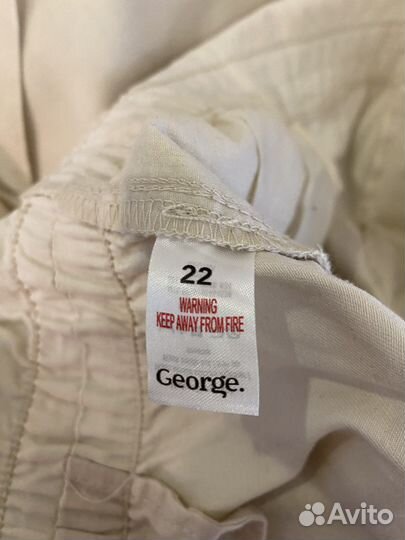 22
WARNING
KEEP AWAY FROM FIRE
George.
Avito